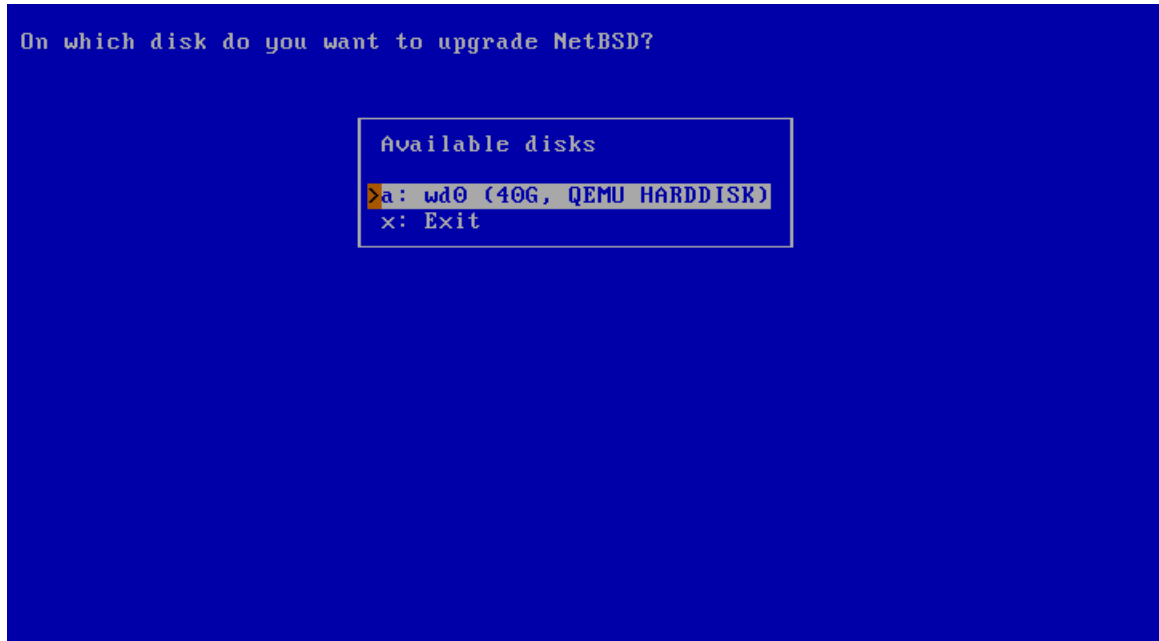 On which disk do you want to upgrade NetBSD?
Available disks
>a: wd0 (40G, QEMU HARDDISK)
x: Exit